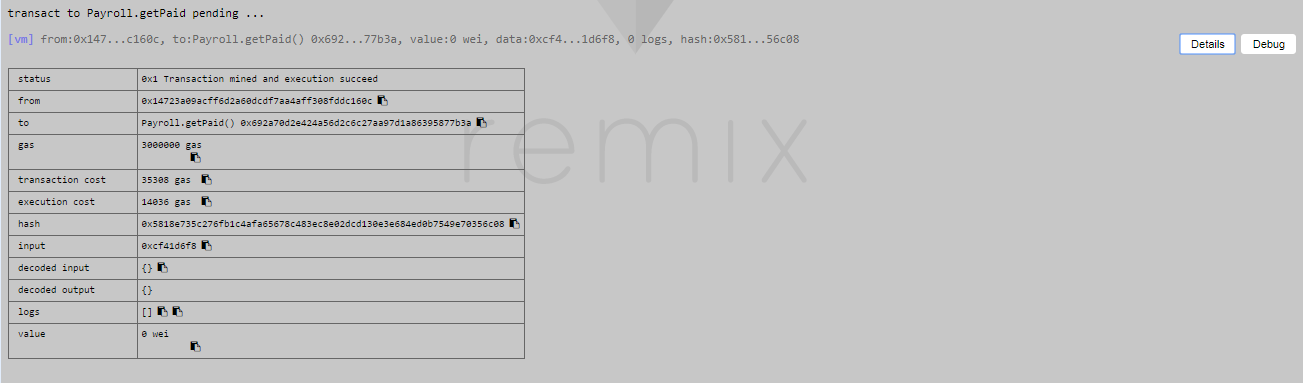 transact to Payroll.getPaid pending ...
[vm] from:0x147...c160c, to:Payroll.getPaid() 0x692...77b3a, value:0 wei, data:0xcf4...1d6f8, 0 logs, hash:0x581...56c08
Details Debug
status 0x1 Transaction mined and execution succeed
from 0x14723a09acff6d2a60dcdf7aa4aff308fddc160c
to Payroll.getPaid() 0x692a70d2e424a56d2c6c27aa97d1a86395877b3a
gas 3000000 gas
transaction cost 35308 gas
execution cost 14036 gas
hash 0x5818e735c276fb1c4afa65678c483ec8e02dcd130e3e684ed0b7549e70356c08
input 0xcf41d6f8
decoded input {}
decoded output {}
logs []
value 0 wei
remix